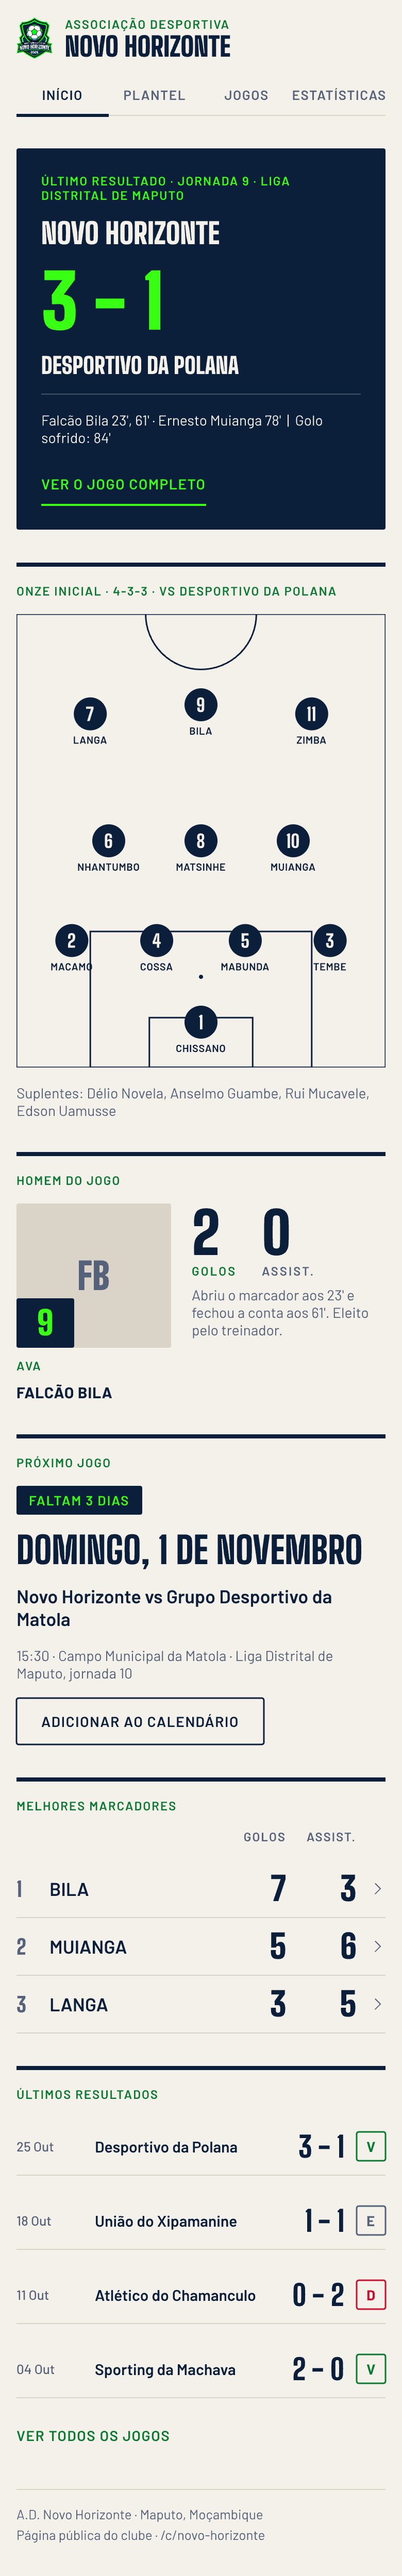 NOVO HORIZONTE
ASSOCIAÇÃO DESPORTIVA
NOVO HORIZONTE
INÍCIO PLANTEL JOGOS ESTATÍSTICAS
ÚLTIMO RESULTADO · JORNADA 9 · LIGA
DISTRITAL DE MAPUTO
NOVO HORIZONTE
3 – 1
DESPORTIVO DA POLANA
Falcão Bila 23', 61' · Ernesto Muianga 78' | Golo
sofrido: 84'
VER O JOGO COMPLETO
ONZE INICIAL · 4-3-3 · VS DESPORTIVO DA POLANA
7 9 11
LANGA BILA ZIMBA
6 8 10
NHANTUMBO MATSINHE MUIANGA
2 4 5 3
MACAMO COSSA MABUNDA TEMBE
1
CHISSANO
Suplentes: Délio Novela, Anselmo Guambe, Rui Mucavele,
Edson Uamusse
HOMEM DO JOGO
FB
9
AVA
FALCÃO BILA
2 0
GOLOS ASSIST.
Abriu o marcador aos 23' e
fechou a conta aos 61'. Eleito
pelo treinador.
PRÓXIMO JOGO
FALTAM 3 DIAS
DOMINGO, 1 DE NOVEMBRO
Novo Horizonte vs Grupo Desportivo da
Matola
15:30 · Campo Municipal da Matola · Liga Distrital de
Maputo, jornada 10
ADICIONAR AO CALENDÁRIO
MELHORES MARCADORES
GOLOS ASSIST.
1 BILA 7 3
2 MUIANGA 5 6
3 LANGA 3 5
ÚLTIMOS RESULTADOS
25 Out Desportivo da Polana 3 – 1 V
18 Out União do Xipamanine 1 – 1 E
11 Out Atlético do Chamanculo 0 – 2 D
04 Out Sporting da Machava 2 – 0 V
VER TODOS OS JOGOS
A.D. Novo Horizonte · Maputo, Moçambique
Página pública do clube · /c/novo-horizonte